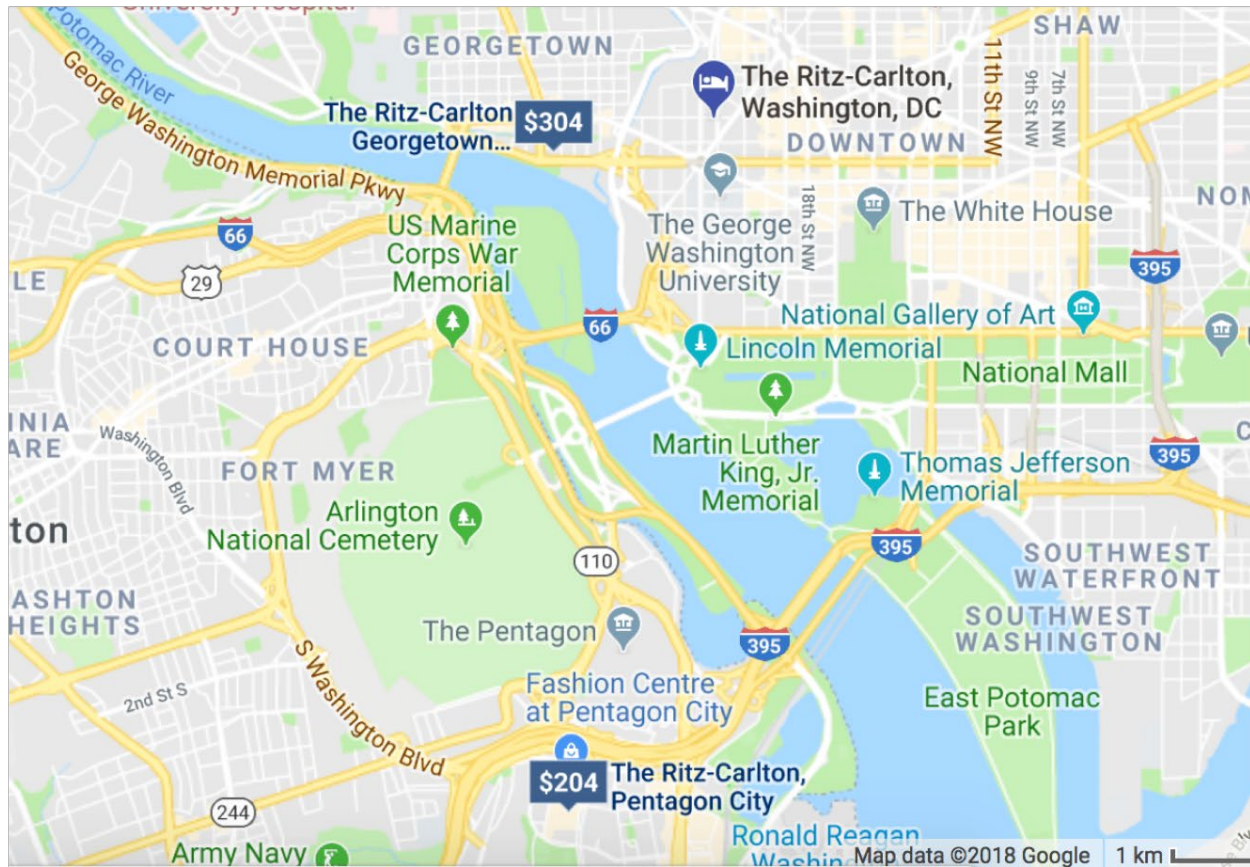 University Hospital
Potomac River
George Washington Memorial Pkwy
GEORGETOWN
SHAW
11th St NW
9th St NW
7th St NW
The Ritz-Carlton,
Washington, DC
The Ritz-Carlton
Georgetown...
$304
DOWNTOWN
18th St NW
The George
Washington
University
The White House
NOM
66
29
LE
US Marine
Corps War
Memorial
395
66
National Gallery of Art
Lincoln Memorial
COURT HOUSE
National Mall
INIA
ARE
Washington Blvd
FORT MYER
Martin Luther
King, Jr.
Memorial
Thomas Jefferson
Memorial
395
C
ton
Arlington
National Cemetery
110
395
SOUTHWEST
WATERFRONT
ASHTON
HEIGHTS
The Pentagon
395
SOUTHWEST
WASHINGTON
2nd St S
S Washington Blvd
Fashion Centre
at Pentagon City
East Potomac
Park
$204
The Ritz-Carlton,
Pentagon City
244
Army Navy
Ronald Reagan
Map data ©2018 Google
1 km